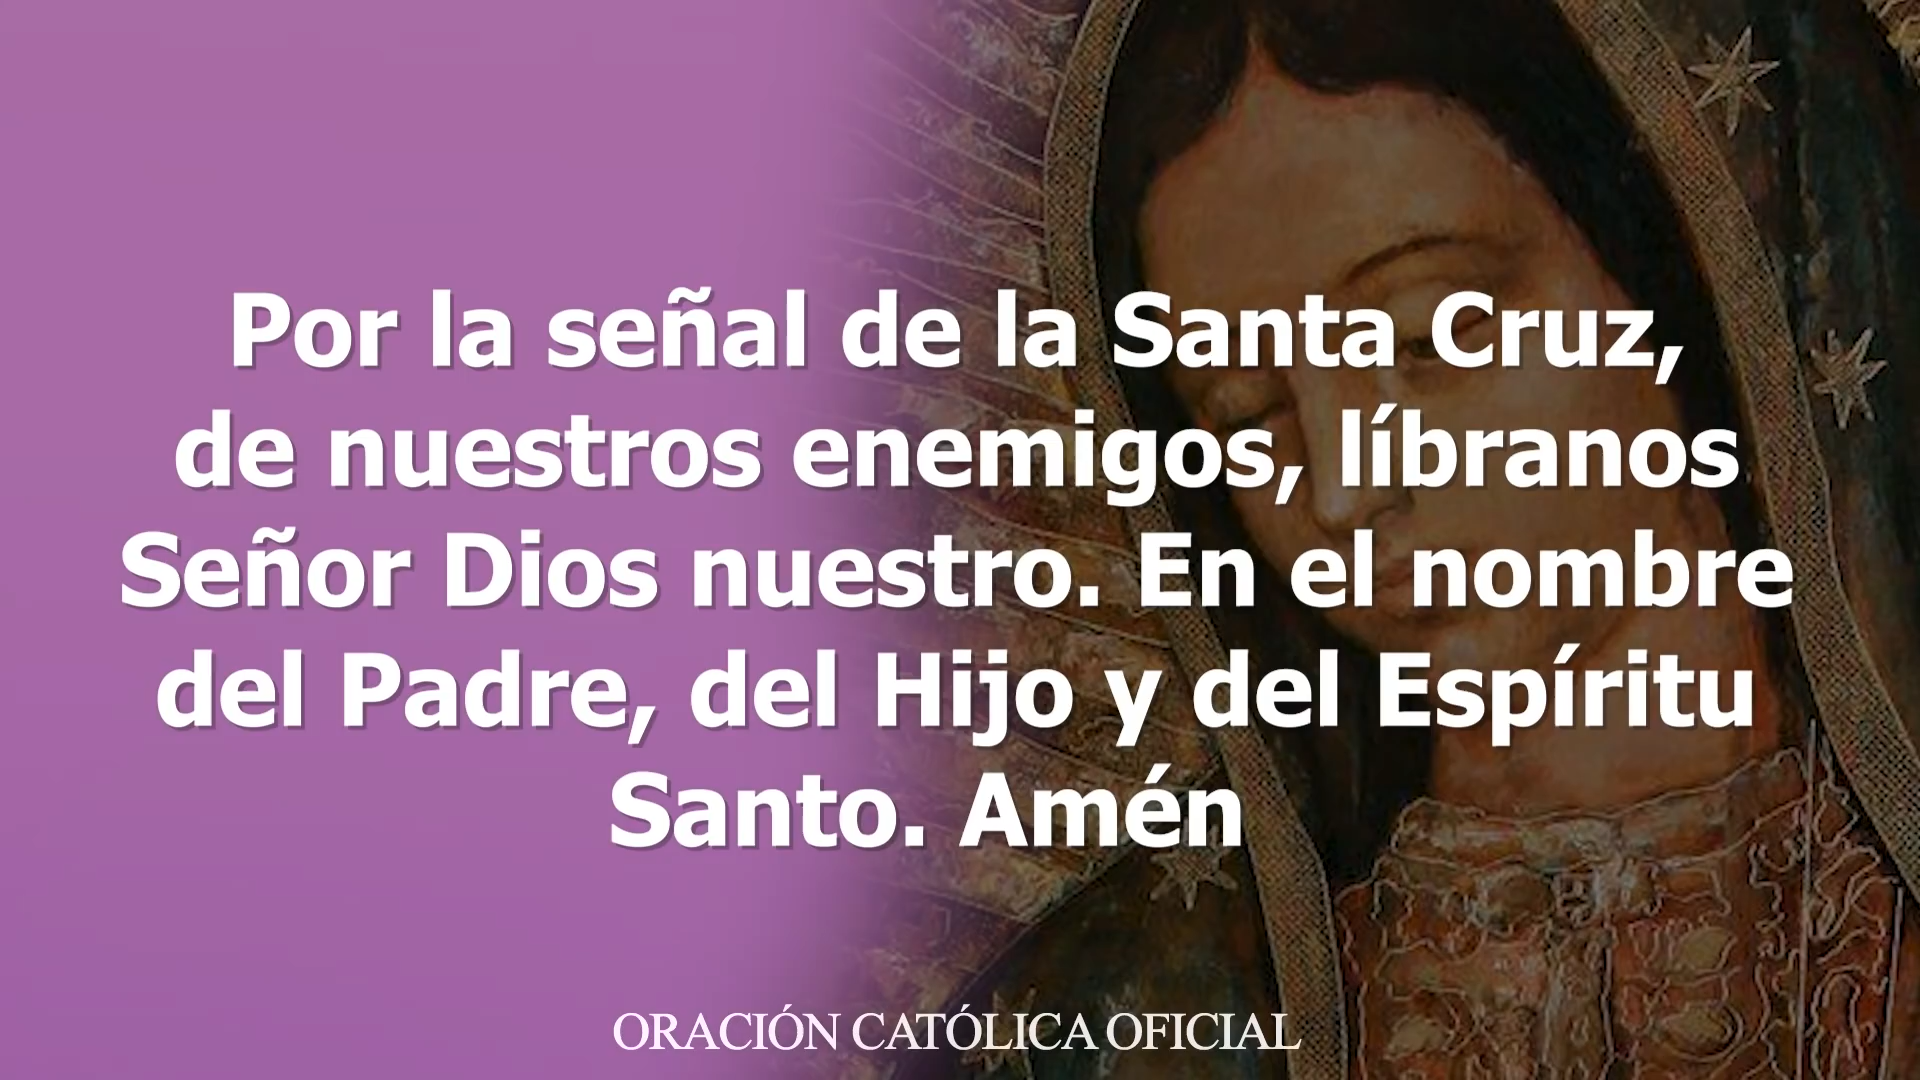 Por la señal de la Santa Cruz,
de nuestros enemigos, líbranos
Señor Dios nuestro. En el nombre
del Padre, del Hijo y del Espíritu
Santo. Amén
ORACIÓN CATÓLICA OFICIAL